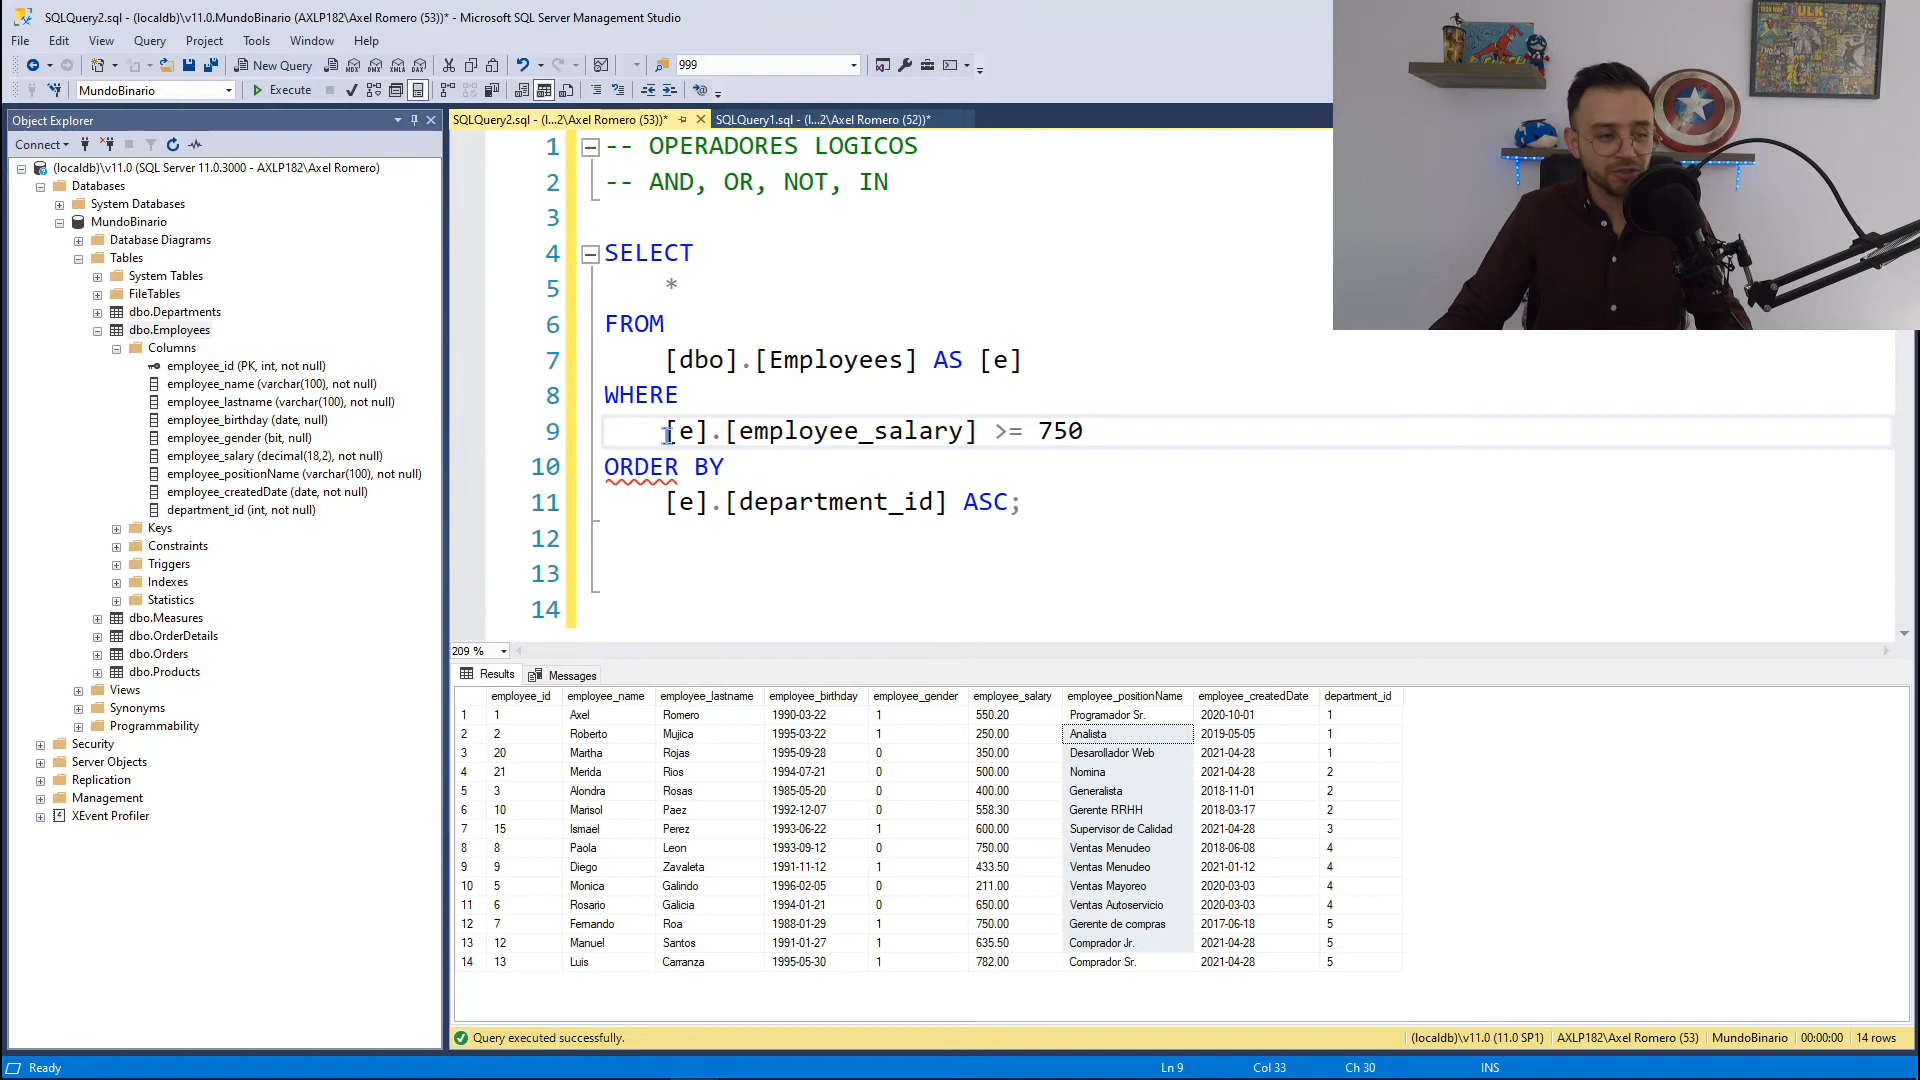 SQLQuery2.sql - (localdb)\v11.0.MundoBinario (AXLP182\Axel Romero (53))* - Microsoft SQL Server Management Studio
File Edit View Query Project Tools Window Help
New Query 999
MundoBinario Execute
Object Explorer
Connect
(localdb)\v11.0 (SQL Server 11.0.3000 - AXLP182\Axel Romero)
Databases
System Databases
MundoBinario
Database Diagrams
Tables
System Tables
FileTables
dbo.Departments
dbo.Employees
Columns
employee_id (PK, int, not null)
employee_name (varchar(100), not null)
employee_lastname (varchar(100), not null)
employee_birthday (date, null)
employee_gender (bit, null)
employee_salary (decimal(18,2), not null)
employee_positionName (varchar(100), not null)
employee_createdDate (date, not null)
department_id (int, not null)
Keys
Constraints
Triggers
Indexes
Statistics
dbo.Measures
dbo.OrderDetails
dbo.Orders
dbo.Products
Views
Synonyms
Programmability
Security
Server Objects
Replication
Management
XEvent Profiler
SQLQuery2.sql - (l...2\Axel Romero (53))* SQLQuery1.sql - (l...2\Axel Romero (52))*
1 -- OPERADORES LOGICOS
2 -- AND, OR, NOT, IN
3
4 SELECT
5 *
6 FROM
7 [dbo].[Employees] AS [e]
8 WHERE
9 [e].[employee_salary] >= 750
10 ORDER BY
11 [e].[department_id] ASC;
12
13
14
209 %
Results Messages
employee_id employee_name employee_lastname employee_birthday employee_gender employee_salary employee_positionName employee_createdDate department_id
1 1 Axel Romero 1990-03-22 1 550.20 Programador Sr. 2020-10-01 1
2 2 Roberto Mujica 1995-03-22 1 250.00 Analista 2019-05-05 1
3 20 Martha Rojas 1995-09-28 0 350.00 Desarollador Web 2021-04-28 1
4 21 Merida Rios 1994-07-21 0 500.00 Nomina 2021-04-28 2
5 3 Alondra Rosas 1985-05-20 0 400.00 Generalista 2018-11-01 2
6 10 Marisol Paez 1992-12-07 0 558.30 Gerente RRHH 2018-03-17 2
7 15 Ismael Perez 1993-06-22 1 600.00 Supervisor de Calidad 2021-04-28 3
8 8 Paola Leon 1993-09-12 0 750.00 Ventas Menudeo 2018-06-08 4
9 9 Diego Zavaleta 1991-11-12 1 433.50 Ventas Menudeo 2021-01-12 4
10 5 Monica Galindo 1996-02-05 0 211.00 Ventas Mayoreo 2020-03-03 4
11 6 Rosario Galicia 1994-01-21 0 650.00 Ventas Autoservicio 2020-03-03 4
12 7 Fernando Roa 1988-01-29 1 750.00 Gerente de compras 2017-06-18 5
13 12 Manuel Santos 1991-01-27 1 635.50 Comprador Jr. 2021-04-28 5
14 13 Luis Carranza 1995-05-30 1 782.00 Comprador Sr. 2021-04-28 5
Query executed successfully. (localdb)\v11.0 (11.0 SP1) AXLP182\Axel Romero (53) MundoBinario 00:00:00 14 rows
Ready Ln 9 Col 33 Ch 30 INS